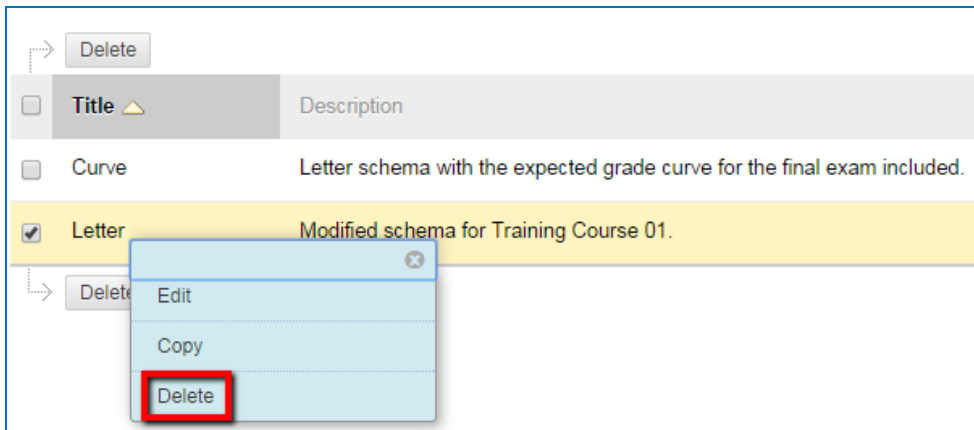 Delete
Title Description
Curve Letter schema with the expected grade curve for the final exam included.
Letter Modified schema for Training Course 01.
Delete
Edit
Copy
Delete